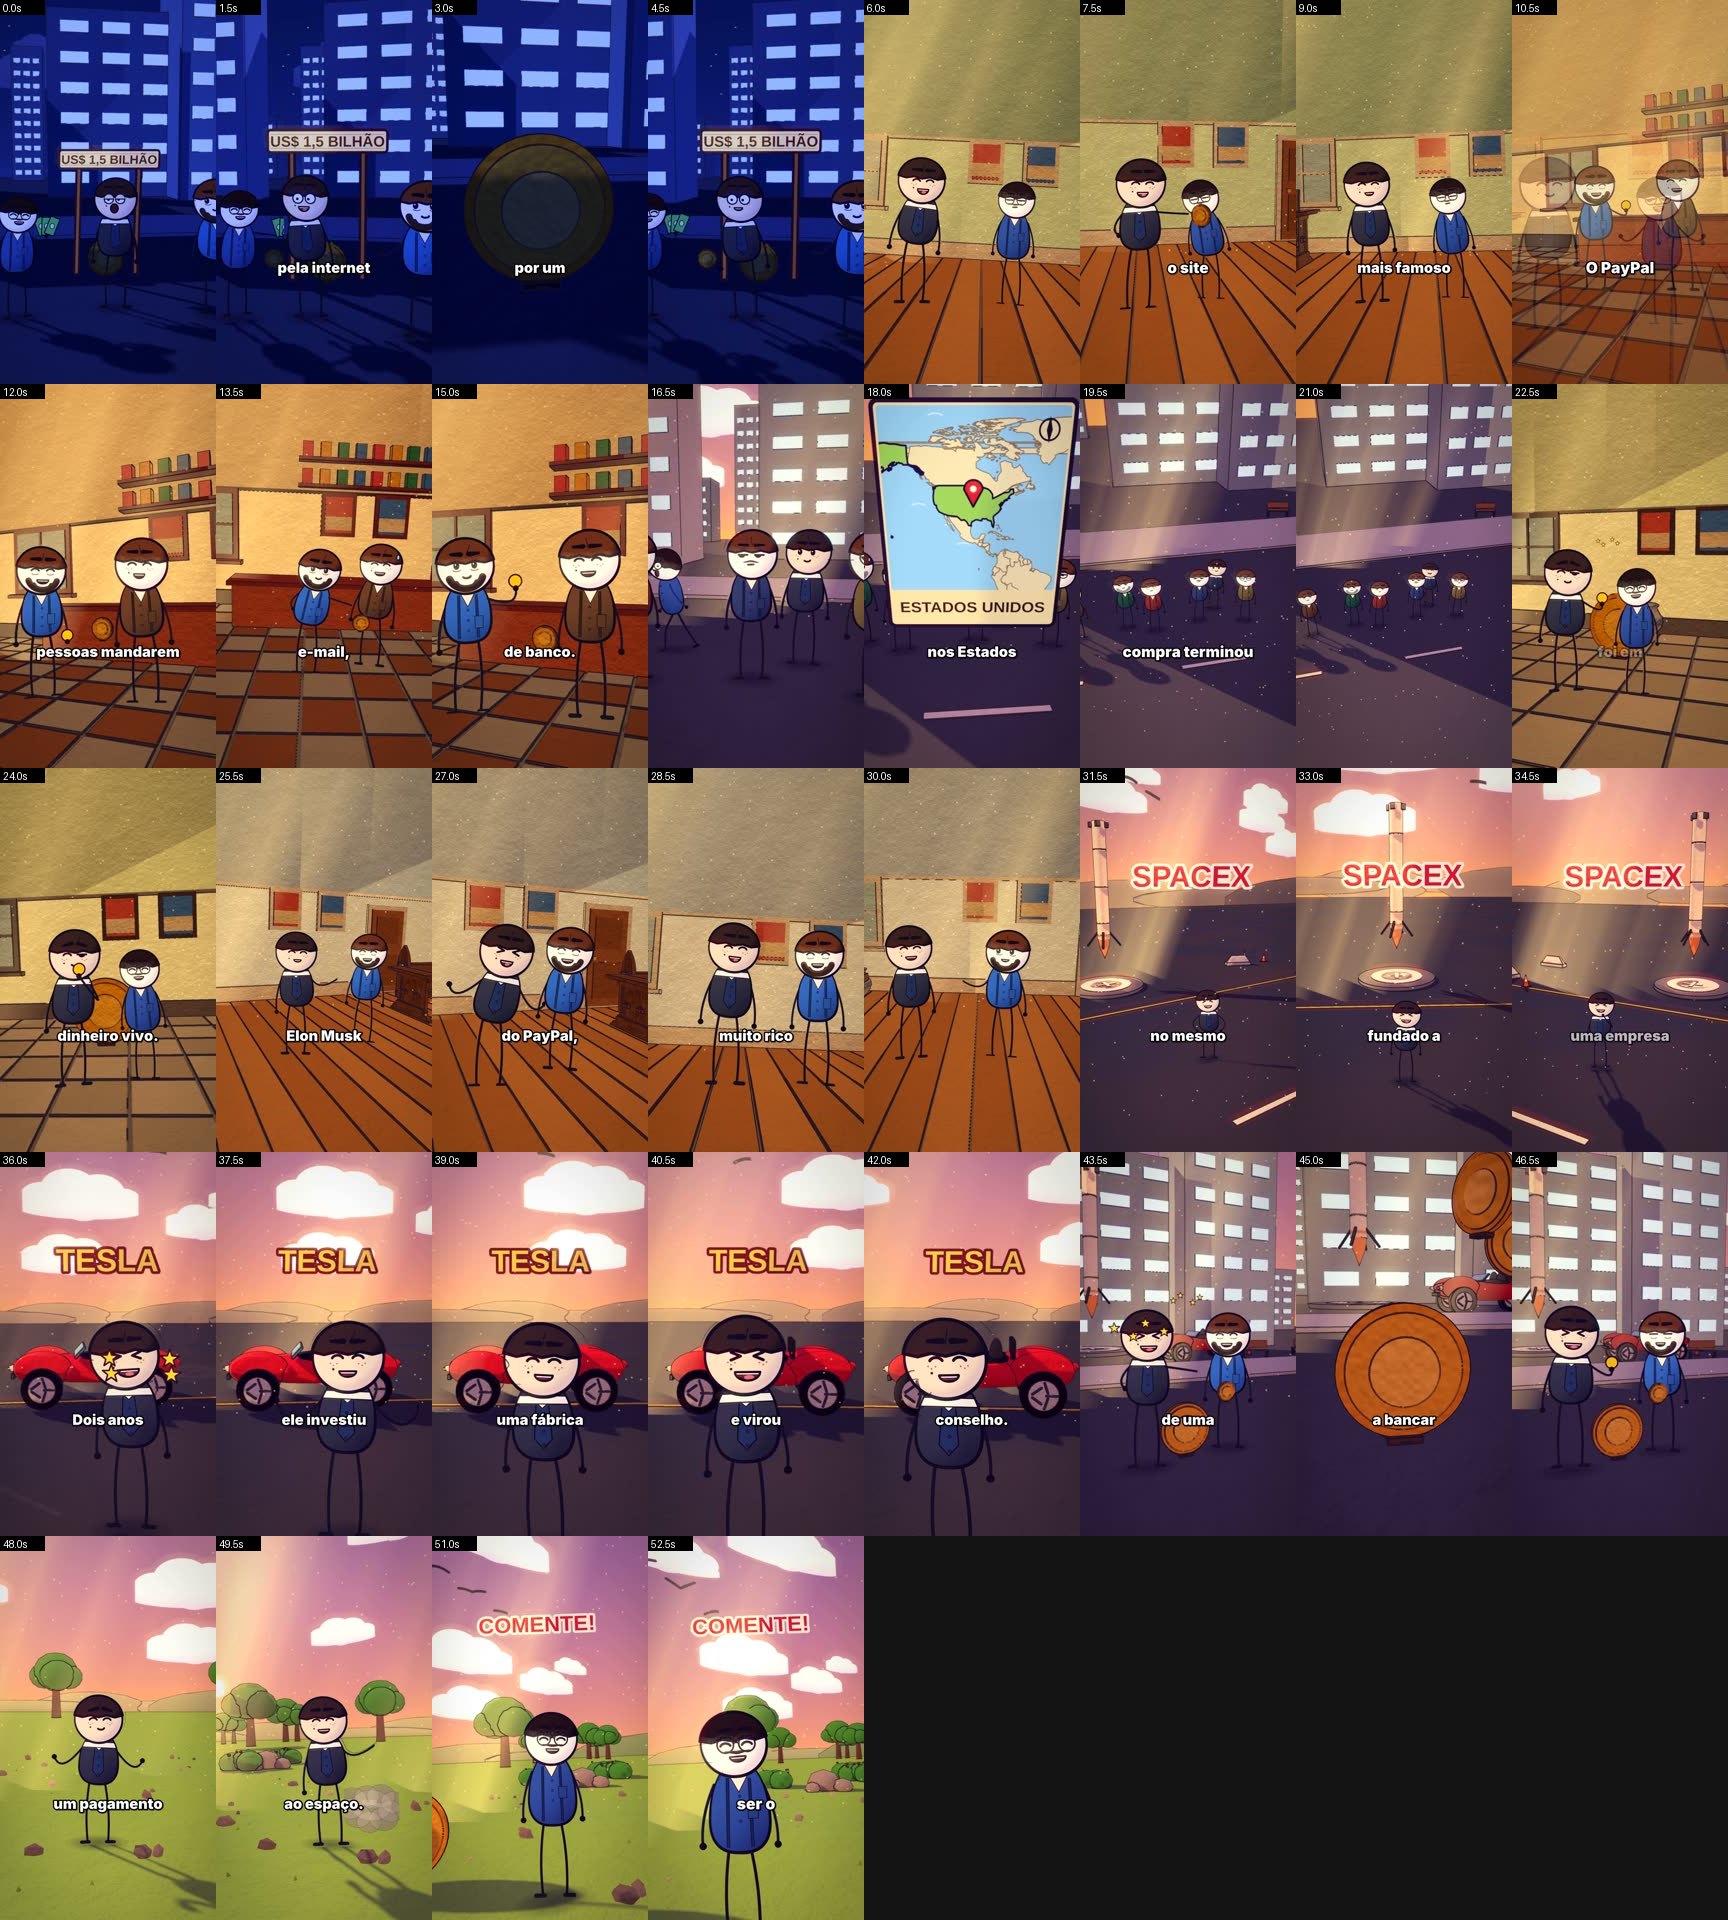 0.0s
1.5s
3.0s
4.5s
6.0s
7.5s
9.0s
10.5s
US$ 1,5 BILHÃO
US$ 1,5 BILHÃO
US$ 1,5 BILHÃO
pela internet
por um
o site
mais famoso
O PayPal
12.0s
13.5s
15.0s
16.5s
18.0s
19.5s
21.0s
22.5s
ESTADOS UNIDOS
pessoas mandarem
e-mail,
de banco.
nos Estados
compra terminou
foi em
24.0s
25.5s
27.0s
28.5s
30.0s
31.5s
33.0s
34.5s
SPACEX
SPACEX
SPACEX
dinheiro vivo.
Elon Musk
do PayPal,
muito rico
no mesmo
fundado a
uma empresa
36.0s
37.5s
39.0s
40.5s
42.0s
43.5s
45.0s
46.5s
TESLA
TESLA
TESLA
TESLA
TESLA
Dois anos
ele investiu
uma fábrica
e virou
conselho.
de uma
a bancar
48.0s
49.5s
51.0s
52.5s
COMENTE!
COMENTE!
um pagamento
ao espaço.
ser o